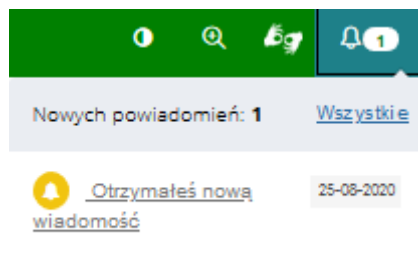 1
Nowych powiadomień: 1 Wszystkie
Otrzymałeś nową 25-08-2020
wiadomość